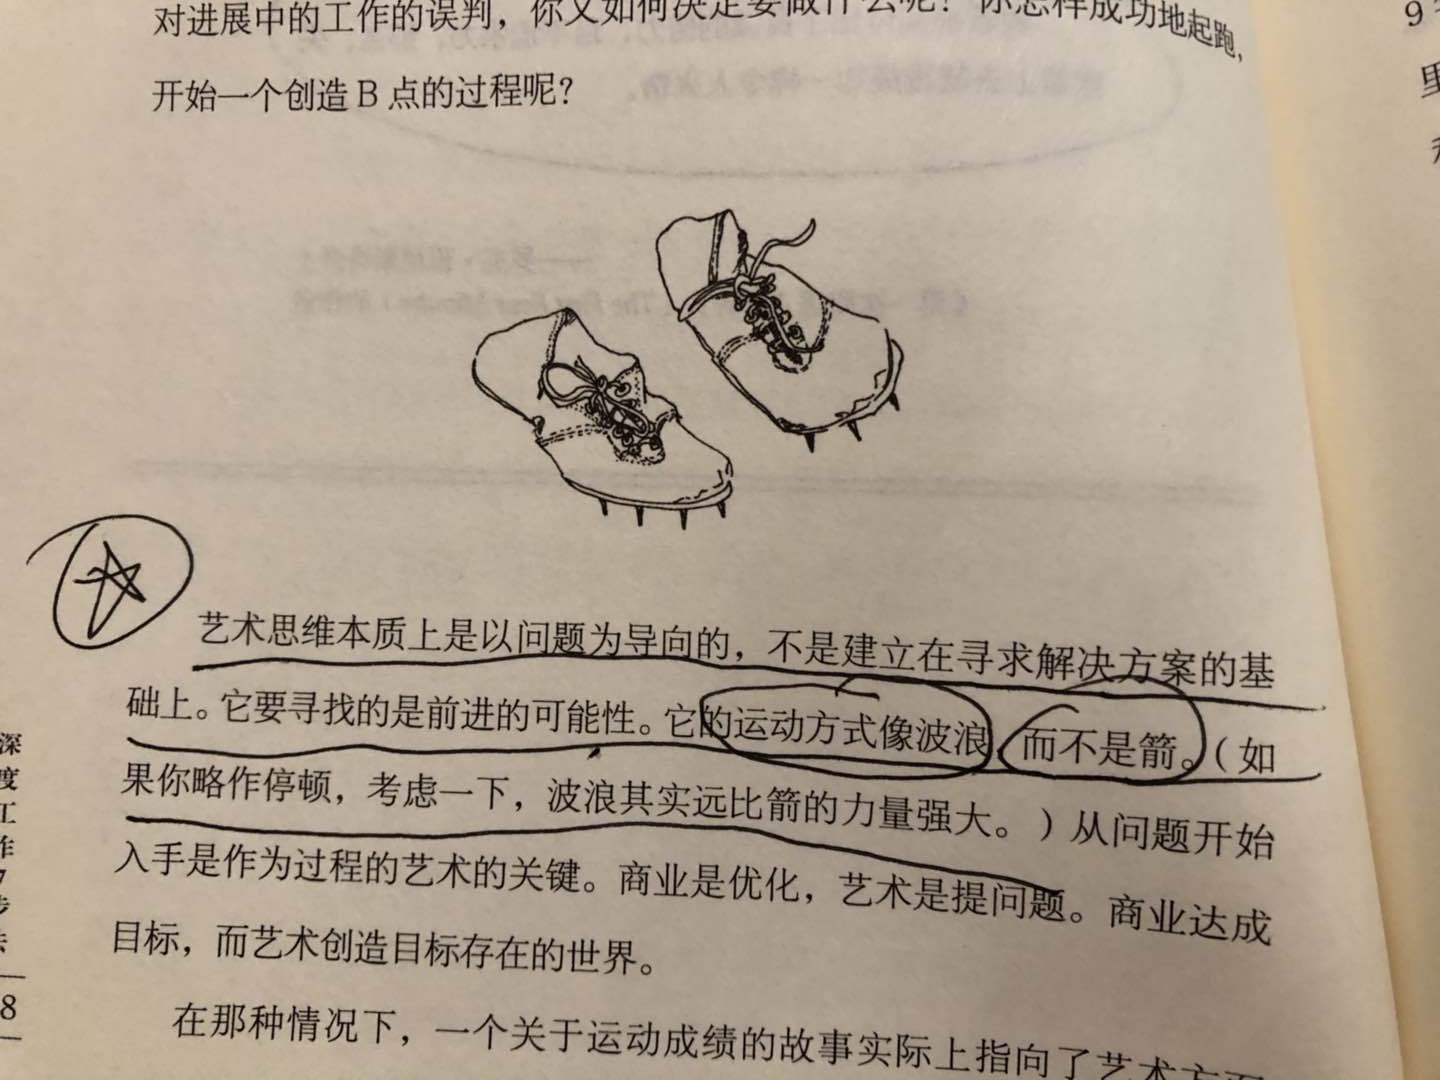 对进展中的工作的误判，你又如何决定要做什么呢？你怎样成功地起跑，
开始一个创造 B 点的过程呢？
艺术思维本质上是以问题为导向的，不是建立在寻求解决方案的基
础上。它要寻找的是前进的可能性。它的运动方式像波浪，而不是箭。（如
果你略作停顿，考虑一下，波浪其实远比箭的力量强大。）从问题开始
入手是作为过程的艺术的关键。商业是优化，艺术是提问题。商业达成
目标，而艺术创造目标存在的世界。
在那种情况下，一个关于运动成绩的故事实际上指向了艺术方面
深
度
工
作
7
步
法
8
9
里